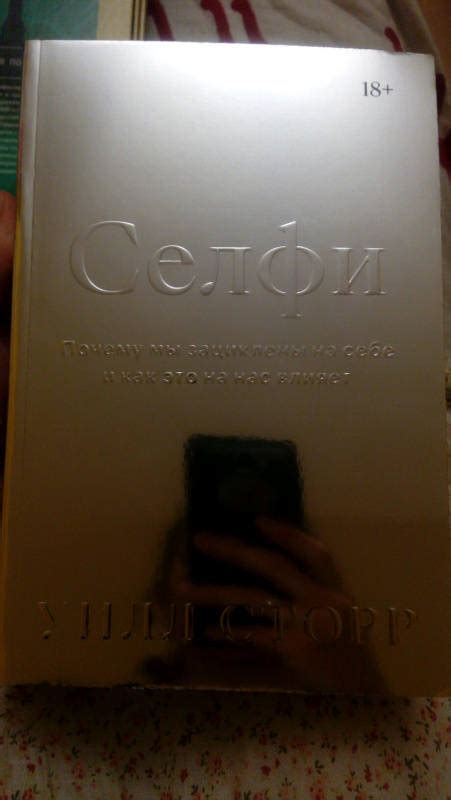 18+
Селфи
Почему мы зациклены на себе
и как это на нас влияет
УИЛЛ СТОРР